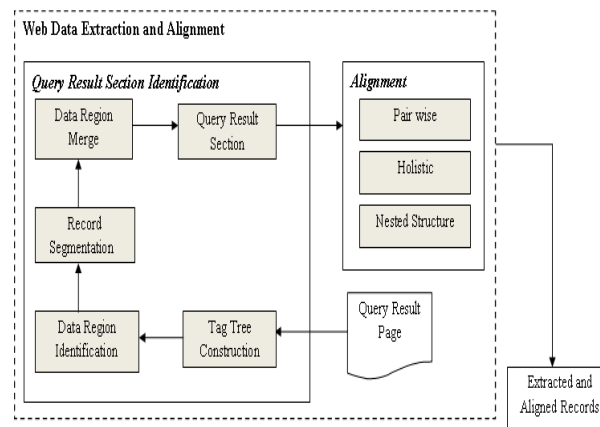 Web Data Extraction and Alignment
Query Result Section Identification
Data Region
Merge
Query Result
Section
Record
Segmentation
Data Region
Identification
Tag Tree
Construction
Alignment
Pair wise
Holistic
Nested Structure
Query Result
Page
Extracted and
Aligned Records